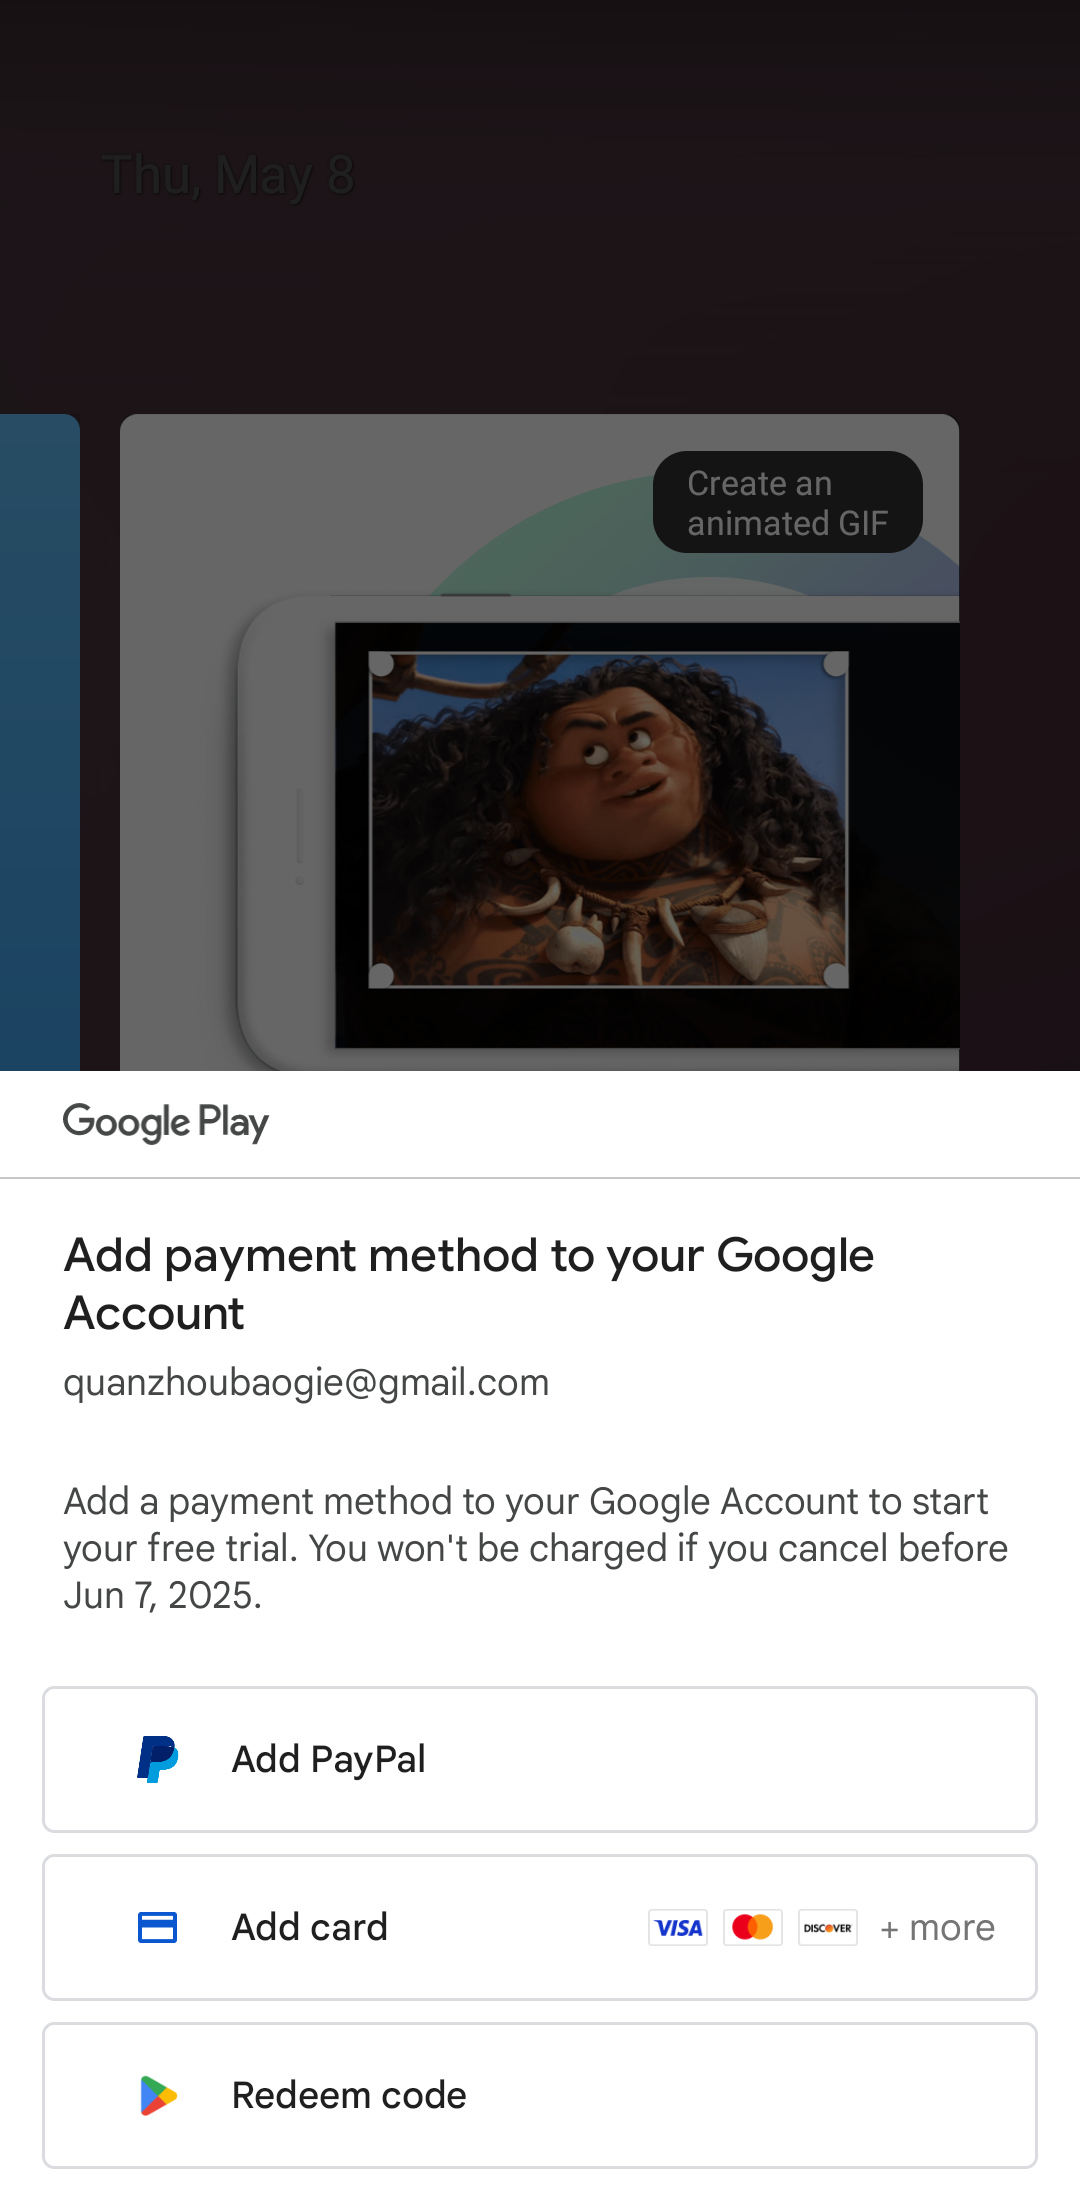 Thu, May 8
Create an
animated GIF
Google Play
Add payment method to your Google
Account
quanzhoubaogie@gmail.com
Add a payment method to your Google Account to start
your free trial. You won't be charged if you cancel before
Jun 7, 2025.
Add PayPal
Add card VISA DISCOVER + more
Redeem code